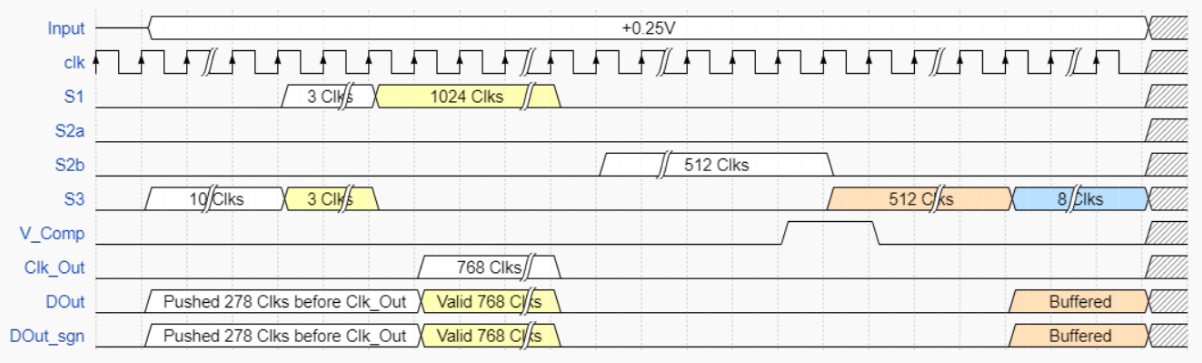 Input +0.25V
clk
S1 3 Clks 1024 Clks
S2a
S2b 512 Clks
S3 10 Clks 3 Clks 512 Clks 8 Clks
V_Comp
Clk_Out 768 Clks
DOut Pushed 278 Clks before Clk_Out Valid 768 Clks Buffered
DOut_sgn Pushed 278 Clks before Clk_Out Valid 768 Clks Buffered